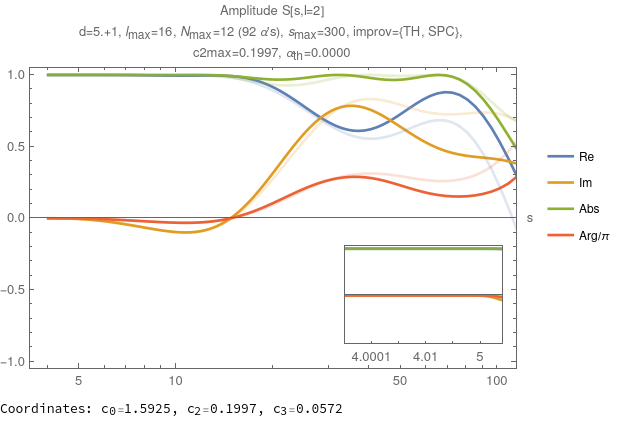 Amplitude S[s,l=2]
d=5.+1, lmax=16, Nmax=12 (92 α's), smax=300, improv={TH, SPC},
c2max=0.1997, αth=0.0000
1.0
0.5
0.0
−0.5
−1.0
s
Re
Im
Abs
Arg/π
4.0001 4.01 5
5 10 50 100
Coordinates: c0=1.5925, c2=0.1997, c3=0.0572